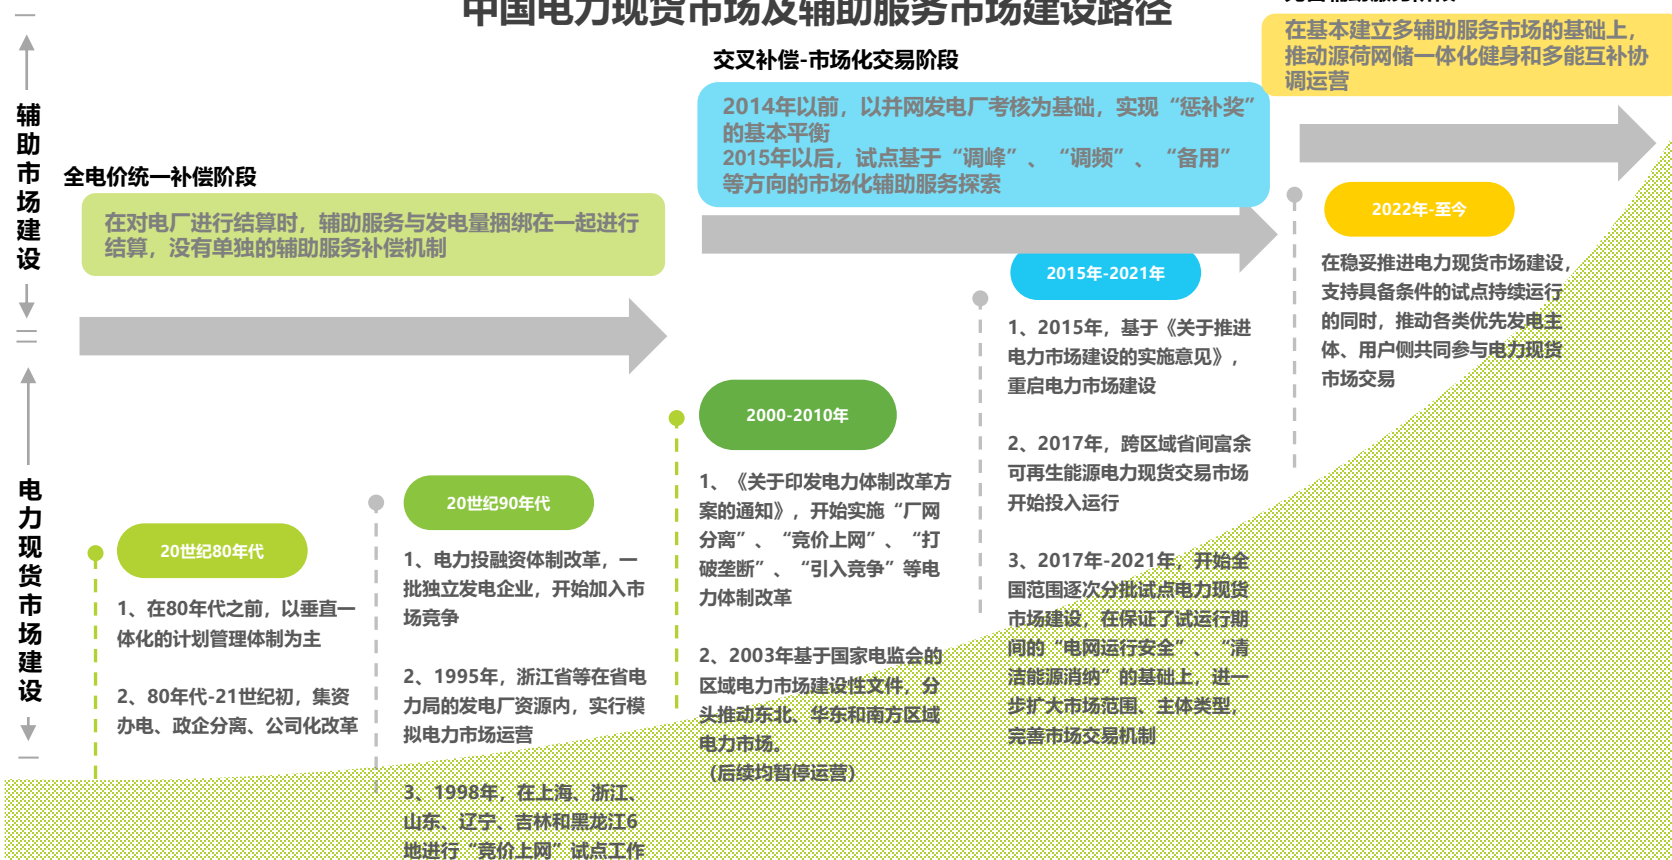 中国电力现货市场及辅助服务市场建设路径
完善辅助服务阶段
在基本建立多辅助服务市场的基础上，
推动源荷网储一体化健身和多能互补协
调运营
交叉补偿-市场化交易阶段
2014年以前，以并网发电厂考核为基础，实现“惩补奖”
的基本平衡
2015年以后，试点基于“调峰”、“调频”、“备用”
等方向的市场化辅助服务探索
全电价统一补偿阶段
在对电厂进行结算时，辅助服务与发电量捆绑在一起进行
结算，没有单独的辅助服务补偿机制
辅助市场建设
电力现货市场建设
20世纪80年代
1、在80年代之前，以垂直一
体化的计划管理体制为主
2、80年代-21世纪初，集资
办电、政企分离、公司化改革
20世纪90年代
1、电力投融资体制改革，一
批独立发电企业，开始加入市
场竞争
2、1995年，浙江省等在省电
力局的发电厂资源内，实行模
拟电力市场运营
3、1998年，在上海、浙江、
山东、辽宁、吉林和黑龙江6
地进行“竞价上网”试点工作
2000-2010年
1、《关于印发电力体制改革方
案的通知》，开始实施“厂网
分离”、“竞价上网”、“打
破垄断”、“引入竞争”等电
力体制改革
2、2003年基于国家电监会的
区域电力市场建设性文件，分
头推动东北、华东和南方区域
电力市场。
（后续均暂停运营）
2015年-2021年
1、2015年，基于《关于推进
电力市场建设的实施意见》，
重启电力市场建设
2、2017年，跨区域省间富余
可再生能源电力现货交易市场
开始投入运行
3、2017年-2021年，开始全
国范围逐次分批试点电力现货
市场建设，在保证了试运行期
间的“电网运行安全”、“清
洁能源消纳”的基础上，进一
步扩大市场范围、主体类型，
完善市场交易机制
2022年-至今
在稳妥推进电力现货市场建设，
支持具备条件的试点持续运行
的同时，推动各类优先发电主
体、用户侧共同参与电力现货
市场交易